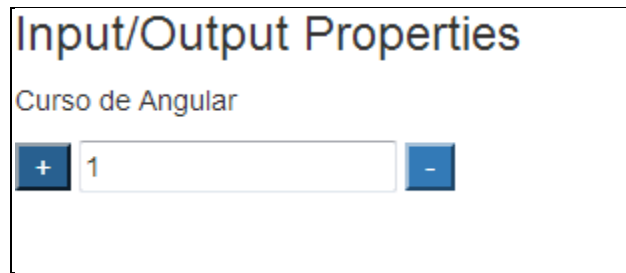 Input/Output Properties
Curso de Angular
+ 1 -